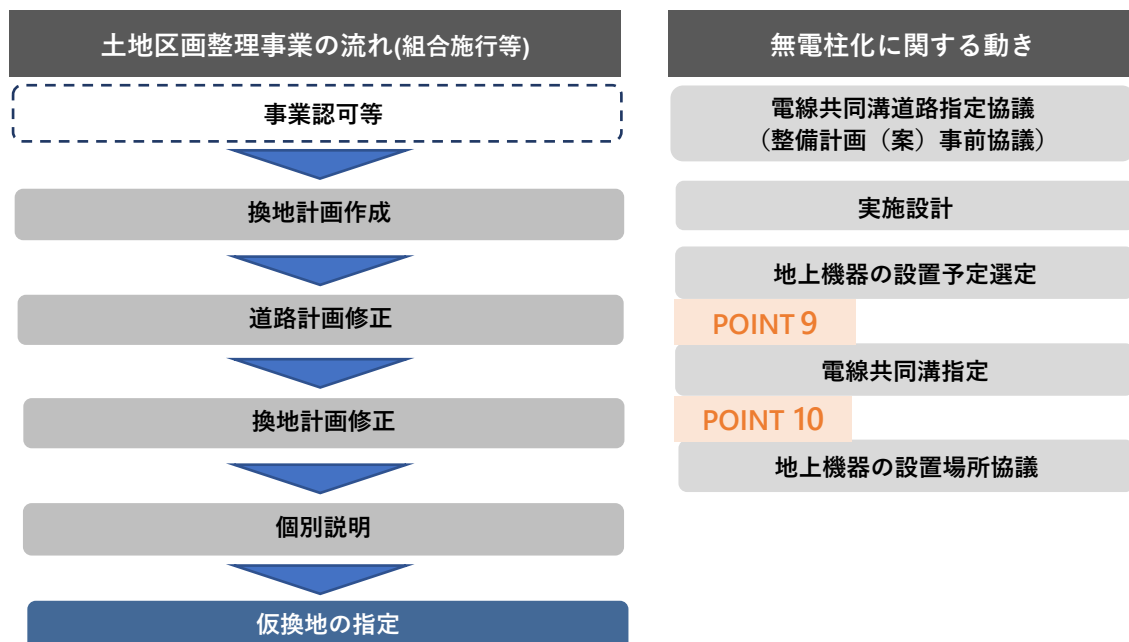 土地区画整理事業の流れ(組合施行等)
事業認可等
換地計画作成
道路計画修正
換地計画修正
個別説明
仮換地の指定
無電柱化に関する動き
電線共同溝道路指定協議
（整備計画（案）事前協議）
実施設計
地上機器の設置予定選定
POINT 9
電線共同溝指定
POINT 10
地上機器の設置場所協議